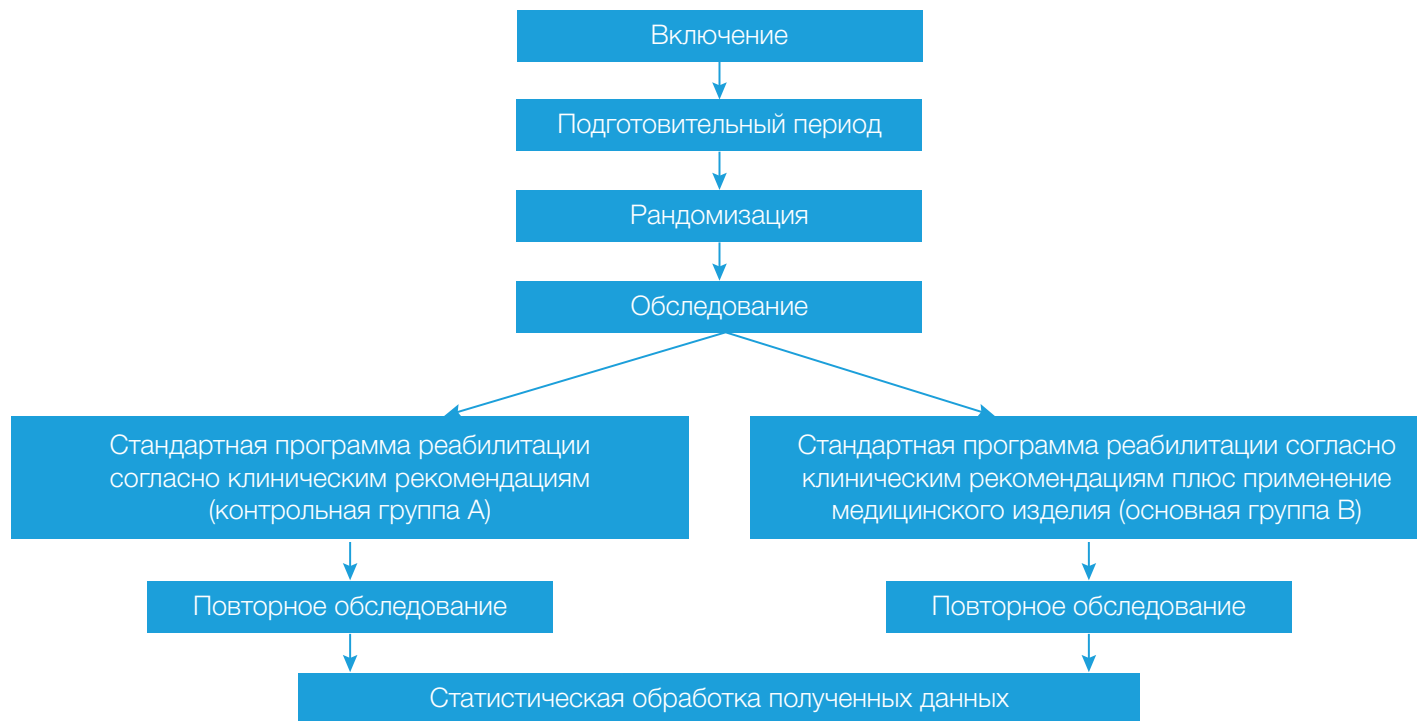 Включение
Подготовительный период
Рандомизация
Обследование
Стандартная программа реабилитации
согласно клиническим рекомендациям
(контрольная группа А)
Стандартная программа реабилитации согласно
клиническим рекомендациям плюс применение
медицинского изделия (основная группа В)
Повторное обследование
Повторное обследование
Статистическая обработка полученных данных